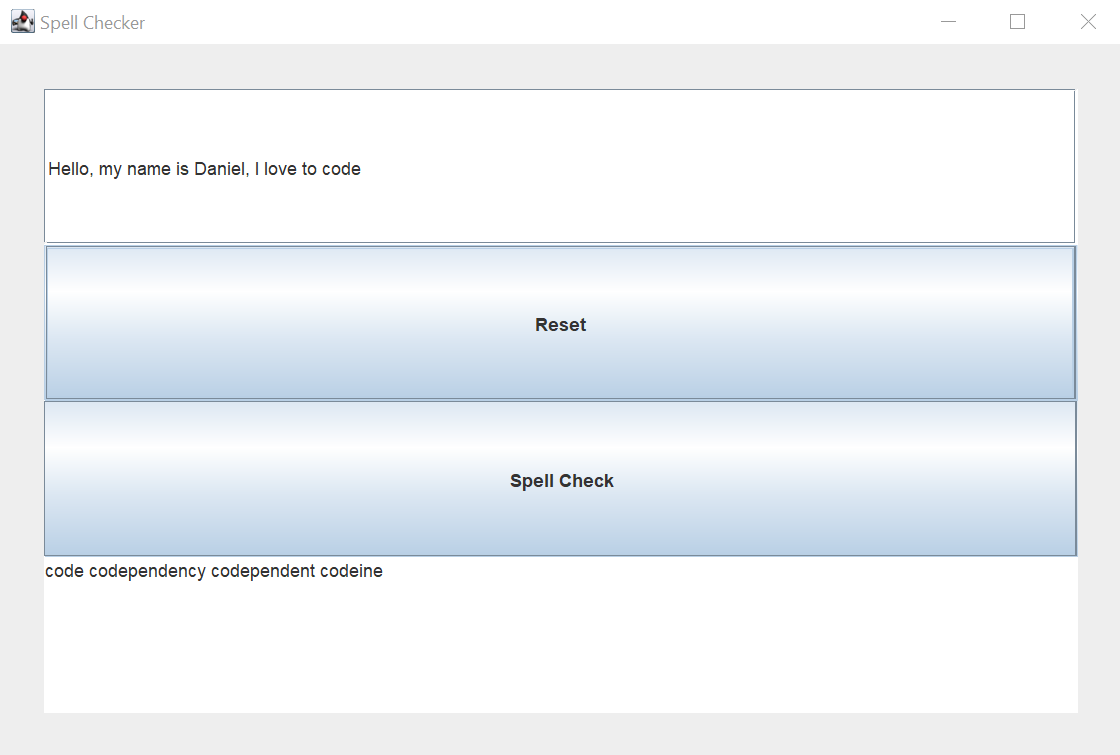 Spell Checker
Hello, my name is Daniel, I love to code
Reset
Spell Check
code codependency codependent codeine